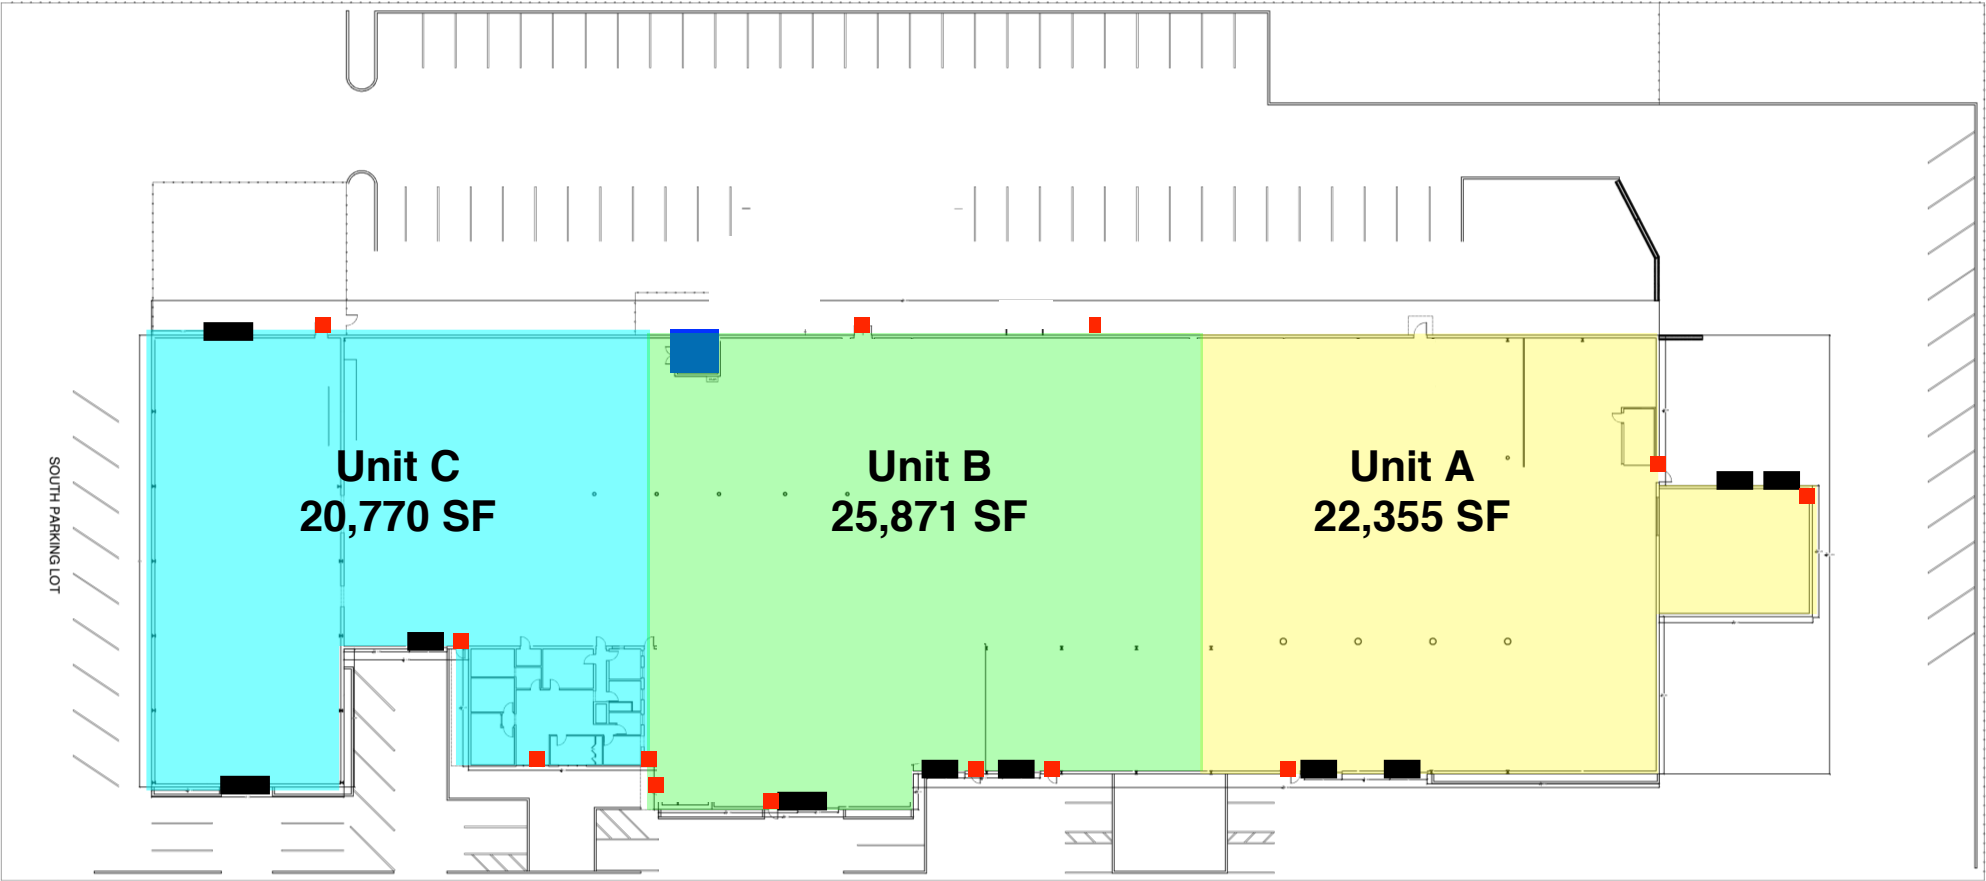 Unit C
20,770 SF
Unit B
25,871 SF
Unit A
22,355 SF
SOUTH PARKING LOT